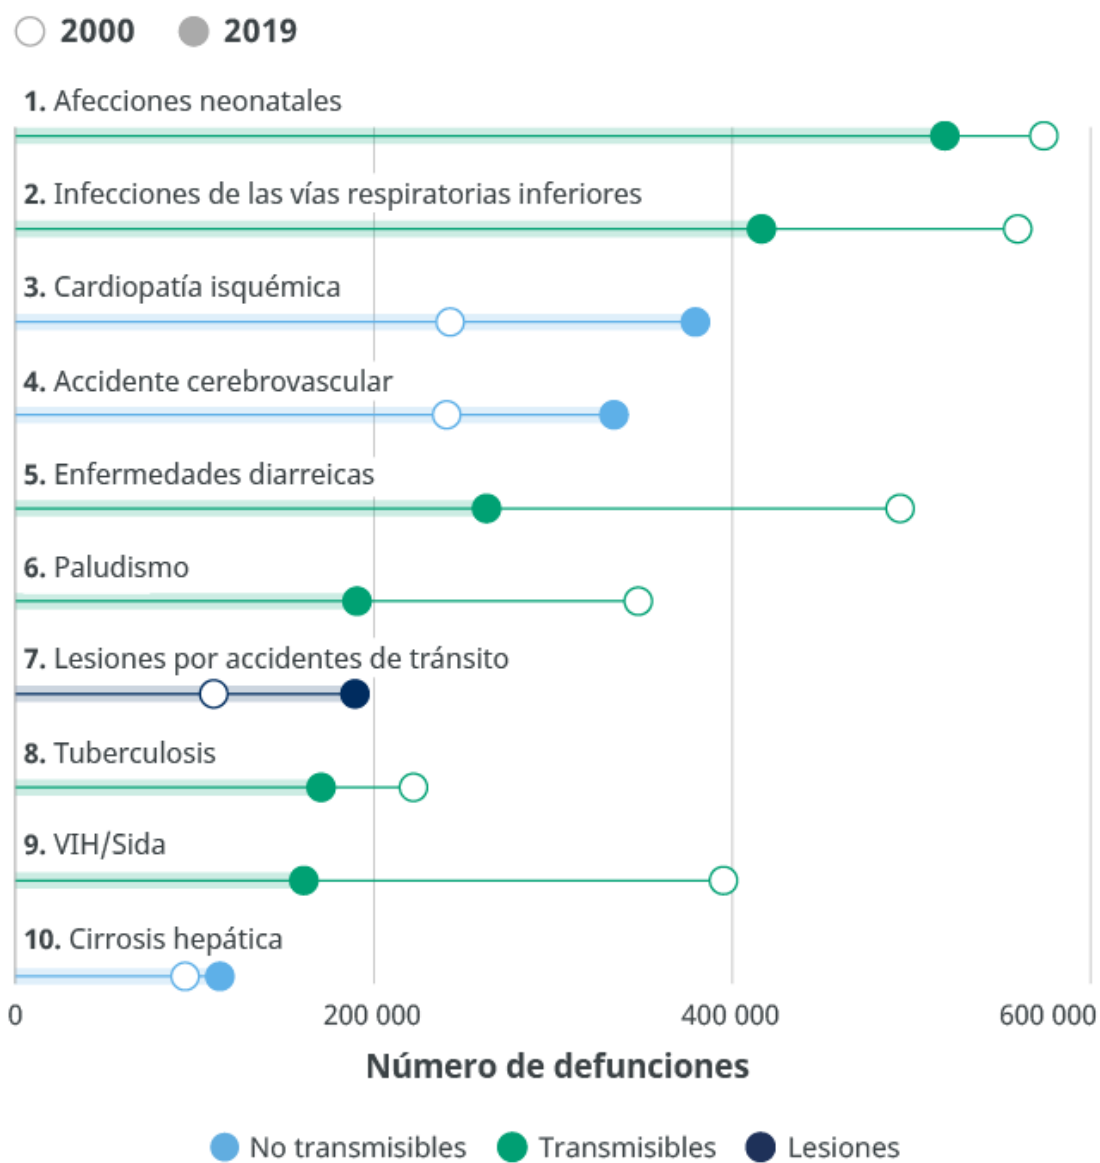 2000 2019
1. Afecciones neonatales
2. Infecciones de las vías respiratorias inferiores
3. Cardiopatía isquémica
4. Accidente cerebrovascular
5. Enfermedades diarreicas
6. Paludismo
7. Lesiones por accidentes de tránsito
8. Tuberculosis
9. VIH/Sida
10. Cirrosis hepática
0 200 000 400 000 600 000
Número de defunciones
No transmisibles Transmisibles Lesiones